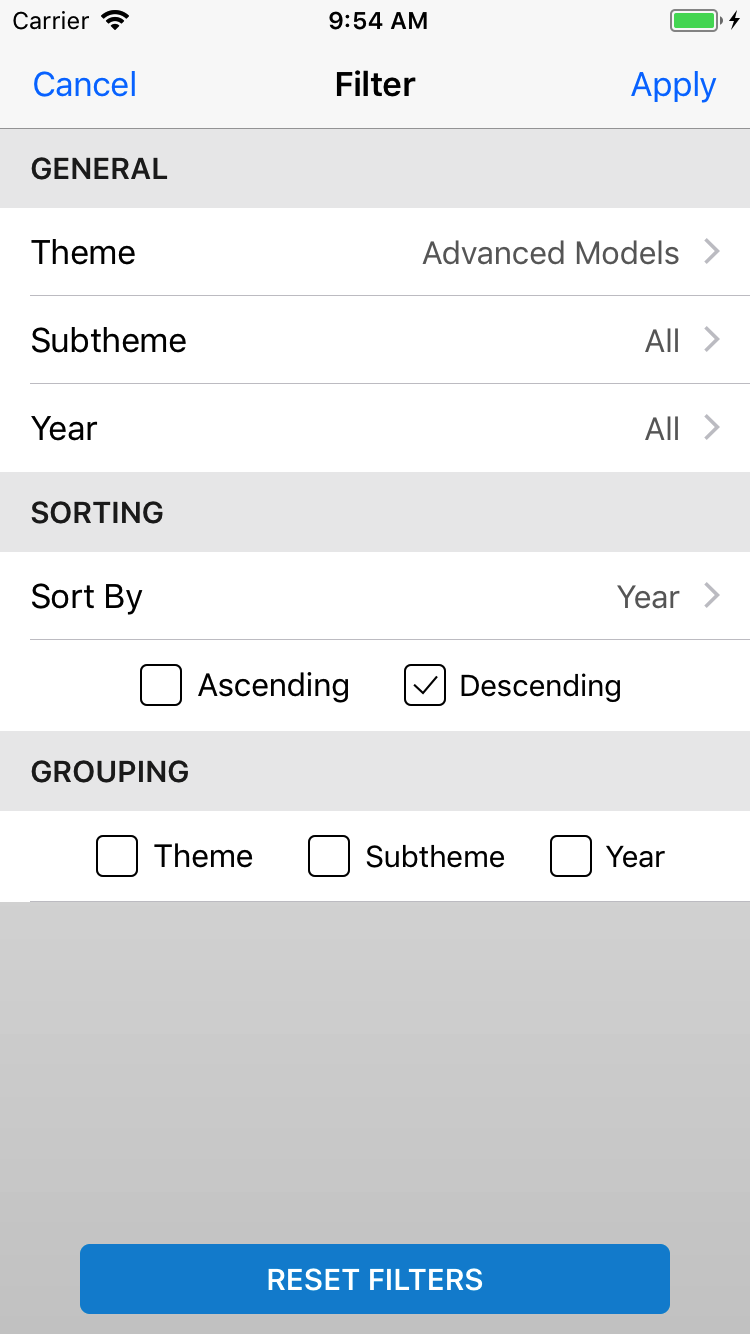 Carrier 9:54 AM
Cancel Filter Apply
GENERAL
Theme Advanced Models
Subtheme All
Year All
SORTING
Sort By Year
Ascending Descending
GROUPING
Theme Subtheme Year
RESET FILTERS